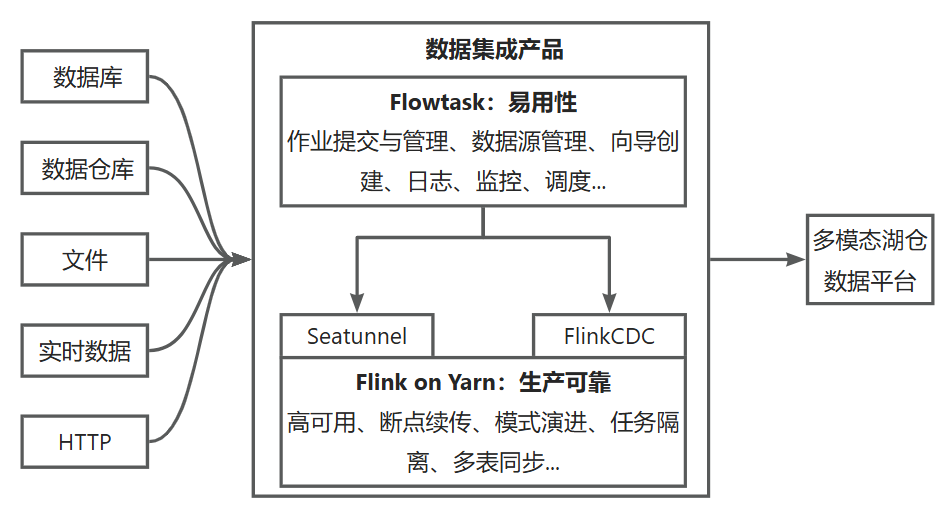 数据库
数据仓库
文件
实时数据
HTTP
数据集成产品
Flowtask：易用性
作业提交与管理、数据源管理、向导创
建、日志、监控、调度...
Seatunnel
FlinkCDC
Flink on Yarn：生产可靠
高可用、断点续传、模式演进、任务隔
离、多表同步...
多模态湖仓
数据平台